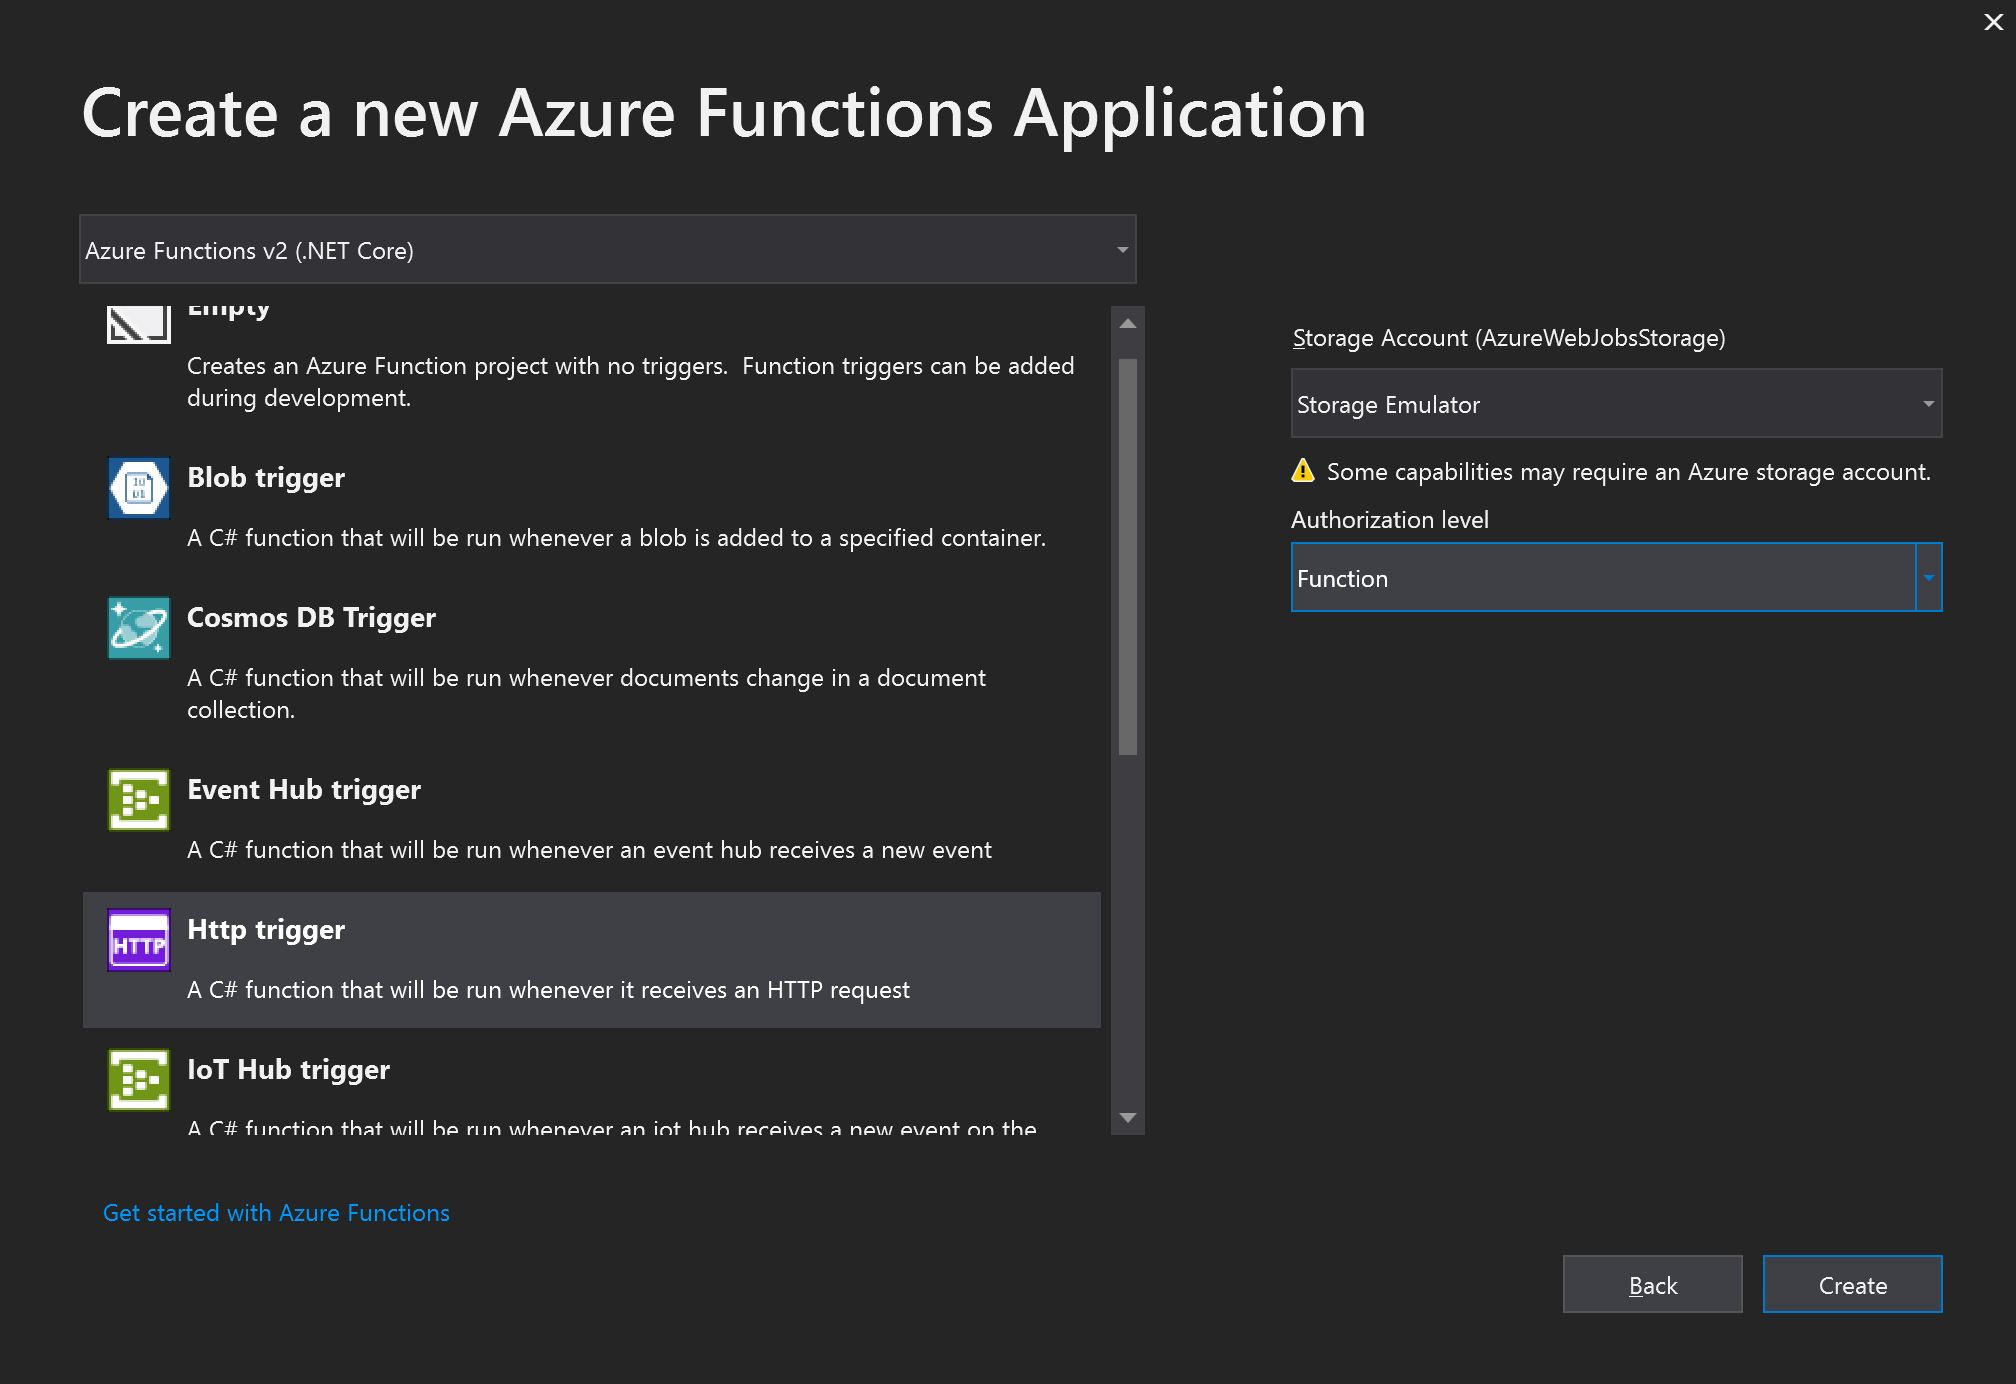 Create a new Azure Functions Application
Azure Functions v2 (.NET Core)
Empty
Creates an Azure Function project with no triggers.  Function triggers can be added
during development.
Blob trigger
A C# function that will be run whenever a blob is added to a specified container.
Cosmos DB Trigger
A C# function that will be run whenever documents change in a document
collection.
Event Hub trigger
A C# function that will be run whenever an event hub receives a new event
HTTP
Http trigger
A C# function that will be run whenever it receives an HTTP request
IoT Hub trigger
A C# function that will be run whenever an iot hub receives a new event on the
Get started with Azure Functions
Storage Account (AzureWebJobsStorage)
Storage Emulator
Some capabilities may require an Azure storage account.
Authorization level
Function
Back
Create